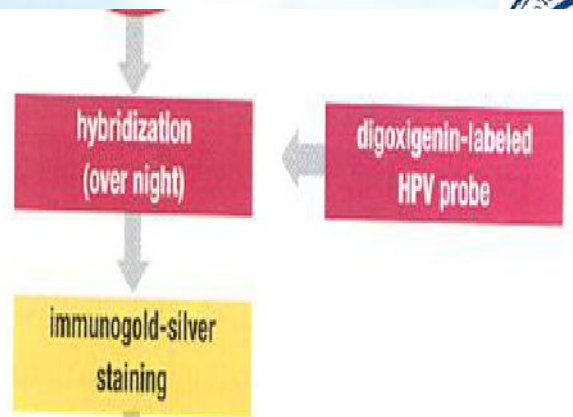 hybridization
(over night)
digoxigenin-labeled
HPV probe
immunogold-silver
staining